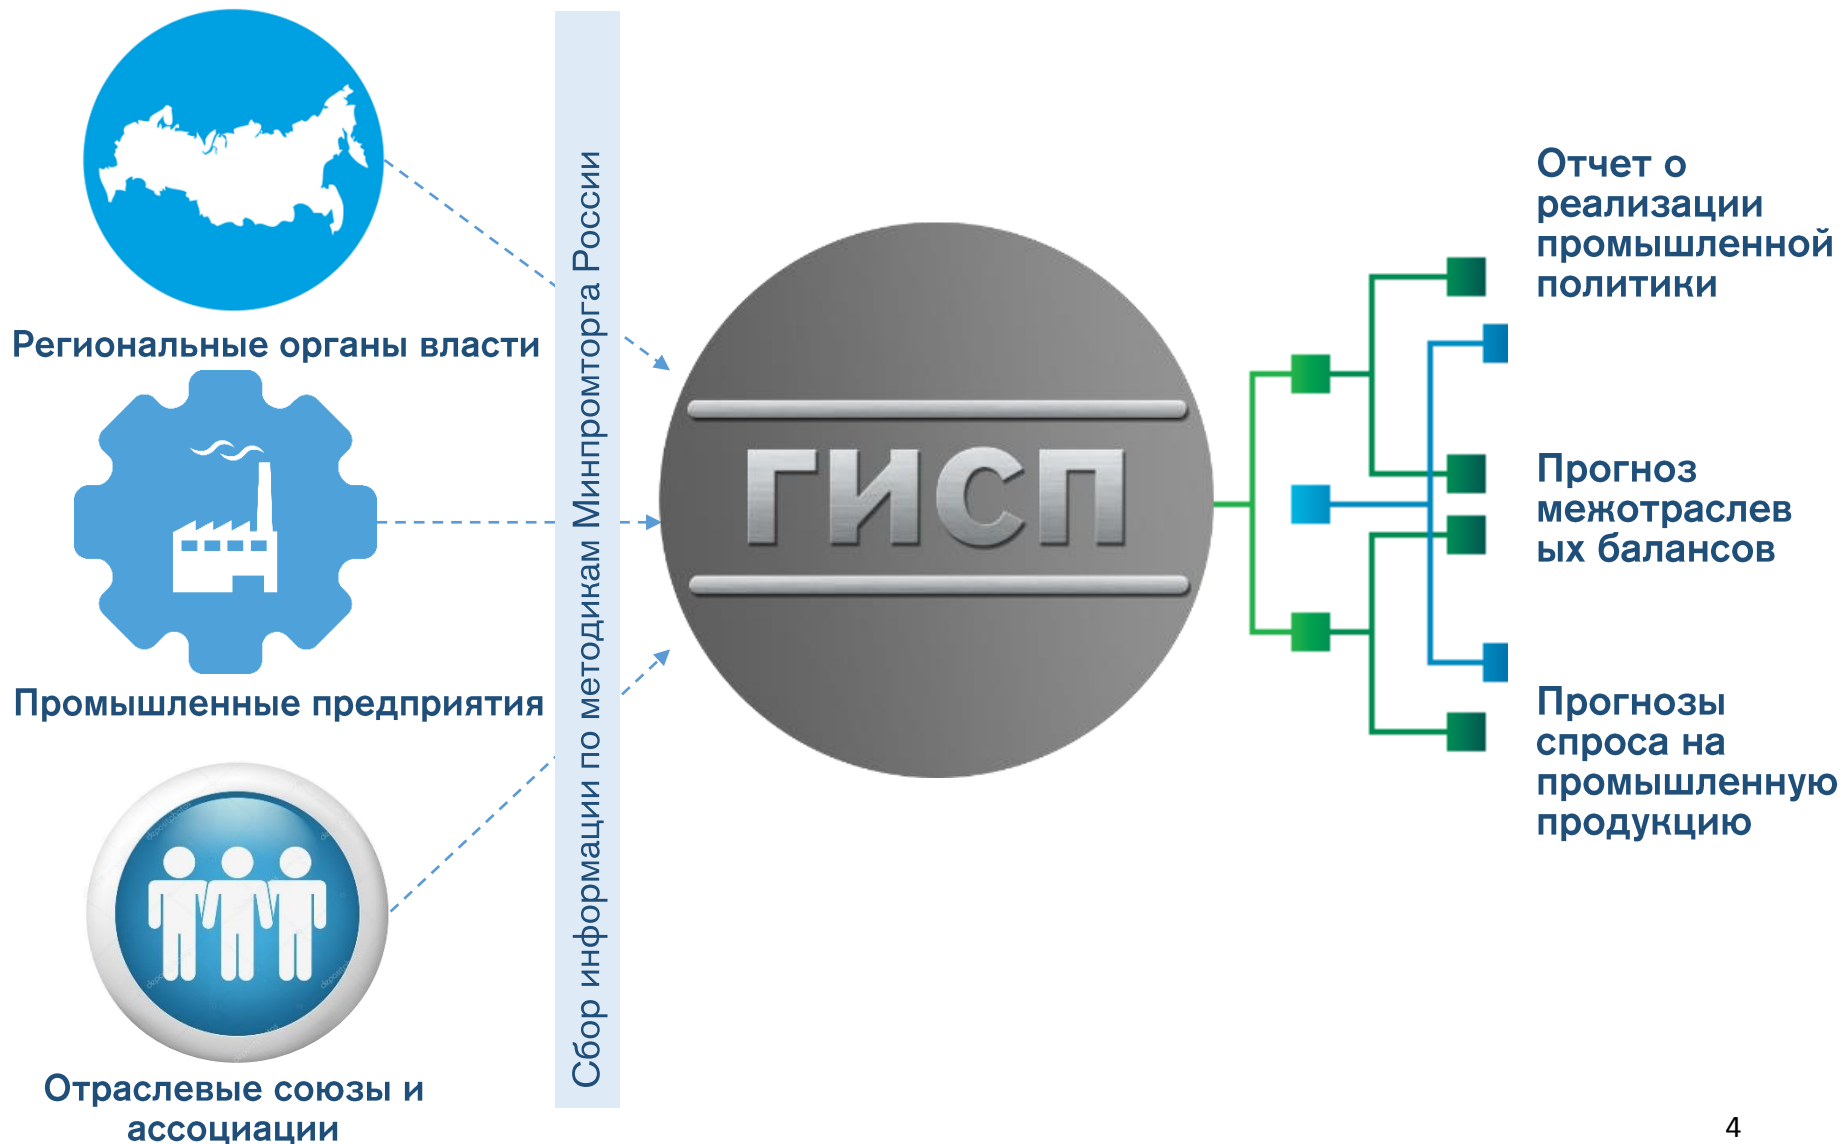 Региональные органы власти
Промышленные предприятия
Отраслевые союзы и
ассоциации
Сбор информации по методикам Минпромторга России
ГИСП
Отчет о
реализации
промышленной
политики
Прогноз
межотраслев
ых балансов
Прогнозы
спроса на
промышленную
продукцию
4